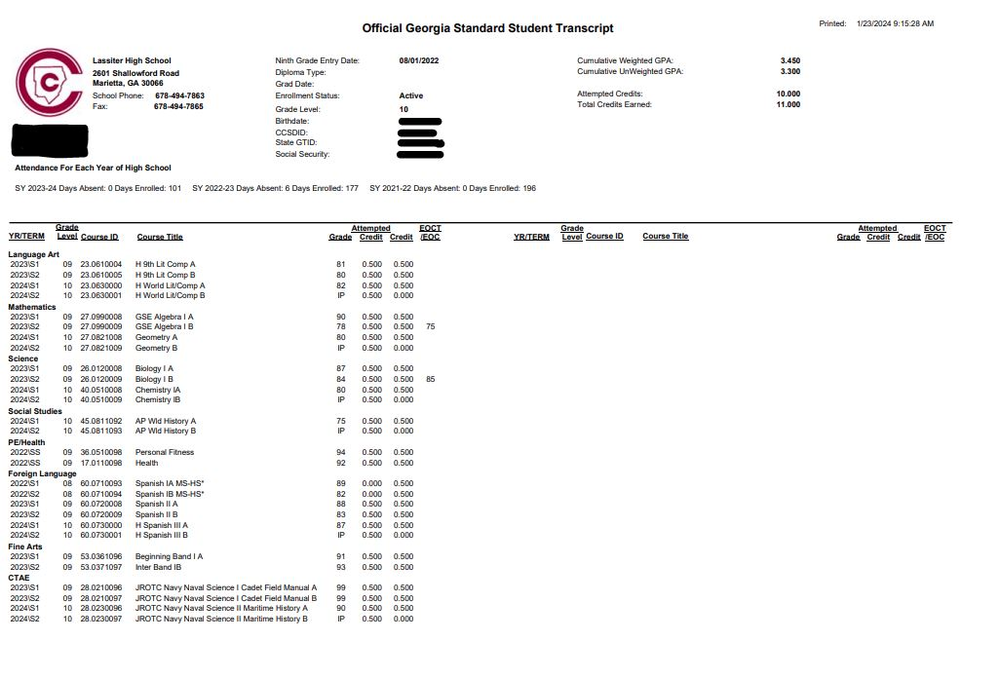 Official Georgia Standard Student Transcript
Printed: 1/23/2024 9:15:28 AM
C
Lassiter High School
2601 Shallowford Road
Marietta, GA 30066
School Phone: 678-494-7863
Fax: 678-494-7865
Ninth Grade Entry Date: 08/01/2022
Diploma Type:
Grad Date:
Enrollment Status: Active
Grade Level: 10
Birthdate:
CCSDID:
State GTID:
Social Security:
Cumulative Weighted GPA: 3.450
Cumulative UnWeighted GPA: 3.300
Attempted Credits: 10.000
Total Credits Earned: 11.000
Attendance For Each Year of High School
SY 2023-24 Days Absent: 0 Days Enrolled: 101 SY 2022-23 Days Absent: 6 Days Enrolled: 177 SY 2021-22 Days Absent: 0 Days Enrolled: 196
Grade Attempted EOCT Grade Attempted EOCT
YR/TERM Level Course ID Course Title Grade Credit Credit /EOC YR/TERM Level Course ID Course Title Grade Credit Credit /EOC
Language Art
2023\S1 09 23.0610004 H 9th Lit Comp A 81 0.500 0.500
2023\S2 09 23.0610005 H 9th Lit Comp B 80 0.500 0.500
2024\S1 10 23.0630000 H World Lit/Comp A 82 0.500 0.500
2024\S2 10 23.0630001 H World Lit/Comp B IP 0.500 0.000
Mathematics
2023\S1 09 27.0990008 GSE Algebra I A 90 0.500 0.500
2023\S2 09 27.0990009 GSE Algebra I B 78 0.500 0.500 75
2024\S1 10 27.0821008 Geometry A 80 0.500 0.500
2024\S2 10 27.0821009 Geometry B IP 0.500 0.000
Science
2023\S1 09 26.0120008 Biology I A 87 0.500 0.500
2023\S2 09 26.0120009 Biology I B 84 0.500 0.500 85
2024\S1 10 40.0510008 Chemistry IA 80 0.500 0.500
2024\S2 10 40.0510009 Chemistry IB IP 0.500 0.000
Social Studies
2024\S1 10 45.0811092 AP Wld History A 75 0.500 0.500
2024\S2 10 45.0811093 AP Wld History B IP 0.500 0.000
PE/Health
2022\SS 09 36.0510098 Personal Fitness 94 0.500 0.500
2022\SS 09 17.0110098 Health 92 0.500 0.500
Foreign Language
2022\S1 08 60.0710093 Spanish IA MS-HS* 89 0.000 0.500
2022\S2 08 60.0710094 Spanish IB MS-HS* 82 0.000 0.500
2023\S1 09 60.0720008 Spanish II A 88 0.500 0.500
2023\S2 09 60.0720009 Spanish II B 83 0.500 0.500
2024\S1 10 60.0730000 H Spanish III A 87 0.500 0.500
2024\S2 10 60.0730001 H Spanish III B IP 0.500 0.000
Fine Arts
2023\S1 09 53.0361096 Beginning Band I A 91 0.500 0.500
2023\S2 09 53.0371097 Inter Band IB 93 0.500 0.500
CTAE
2023\S1 09 28.0210096 JROTC Navy Naval Science I Cadet Field Manual A 99 0.500 0.500
2023\S2 09 28.0210097 JROTC Navy Naval Science I Cadet Field Manual B 99 0.500 0.500
2024\S1 10 28.0230096 JROTC Navy Naval Science II Maritime History A 90 0.500 0.500
2024\S2 10 28.0230097 JROTC Navy Naval Science II Maritime History B IP 0.500 0.000